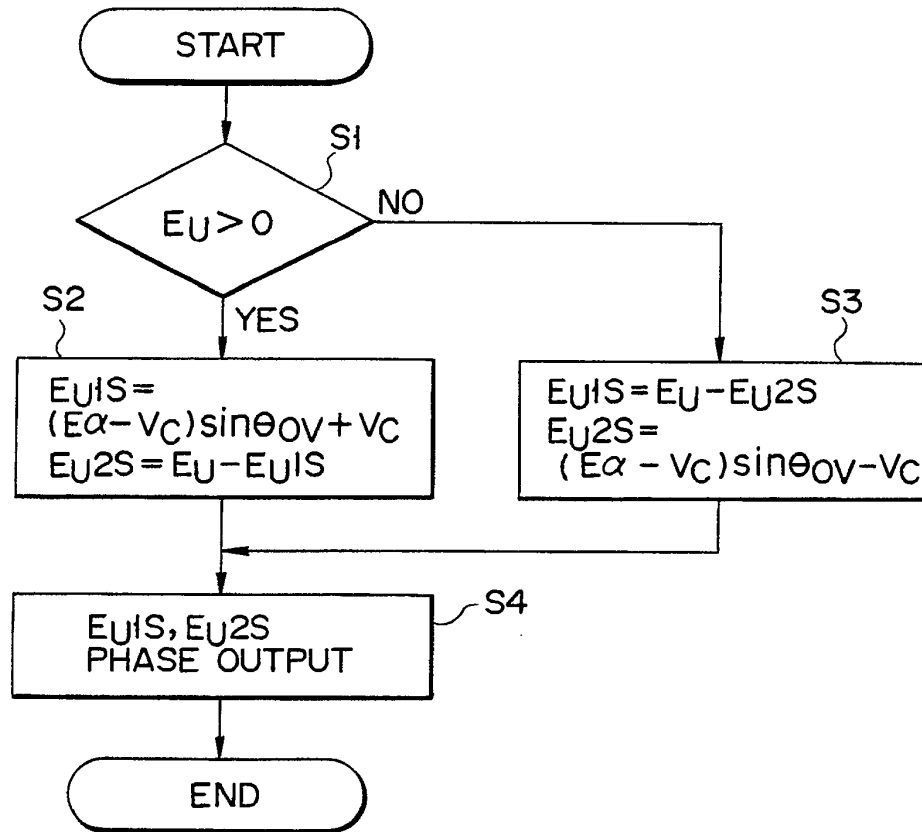 START
S1
EU>0
NO
S2
YES
S3
EU1S=
(Eα-VC)sinθOV+VC
EU2S=EU-EU1S
EU1S=EU-EU2S
EU2S=
(Eα-VC)sinθOV-VC
S4
EU1S,EU2S
PHASE OUTPUT
END